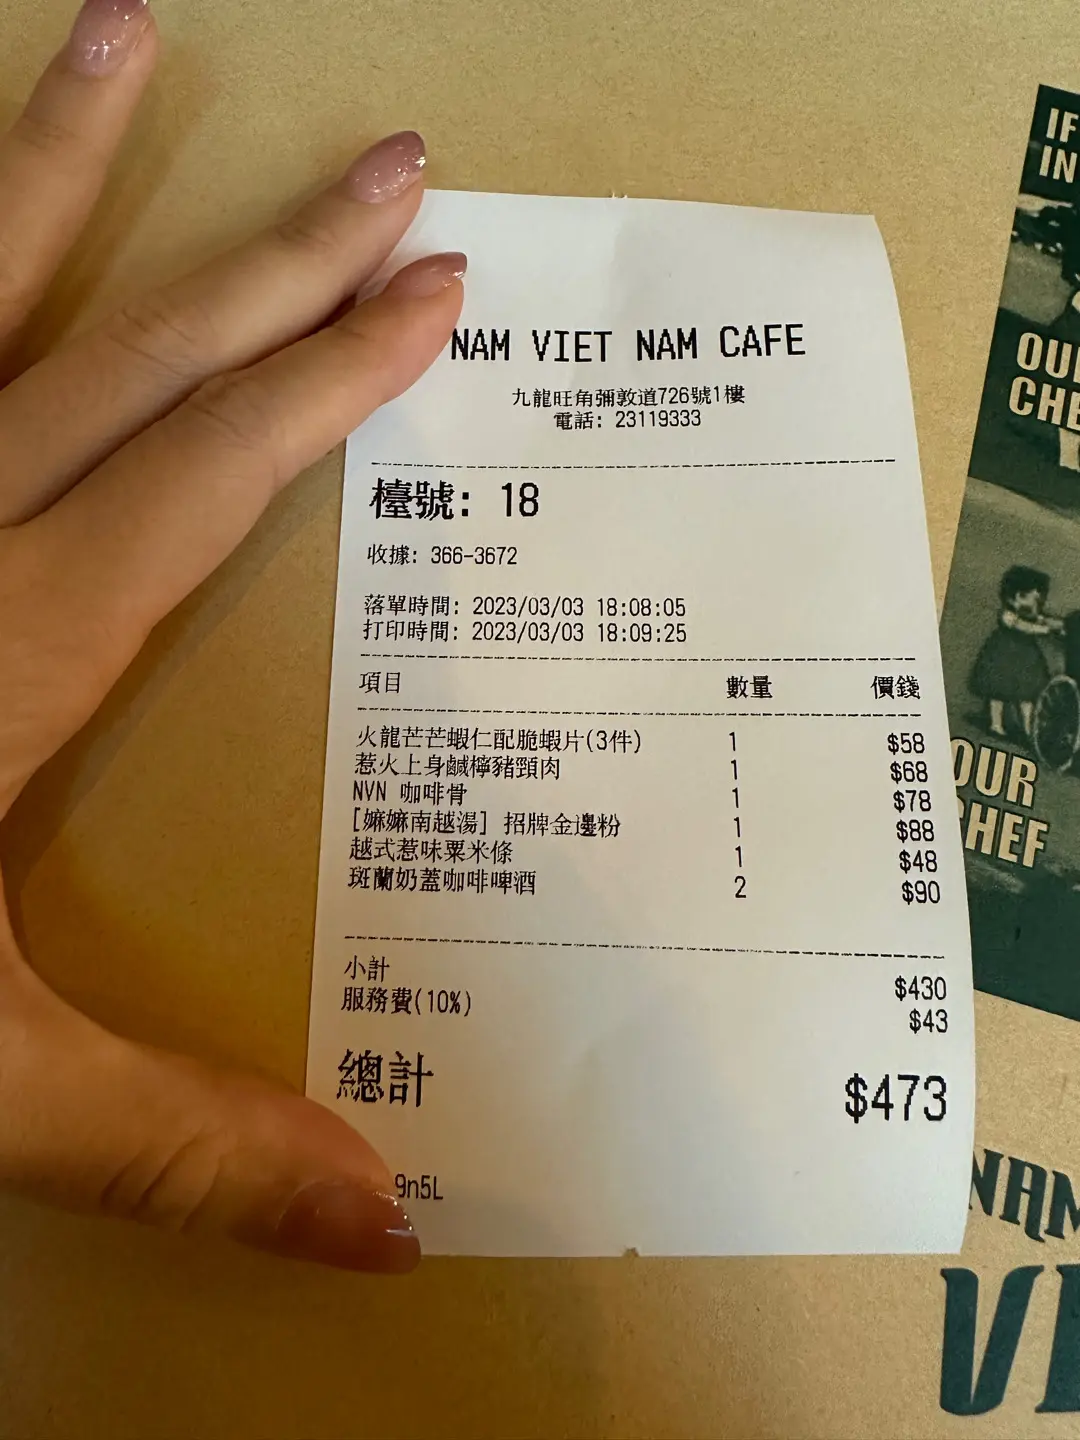 NAM VIET NAM CAFE
九龍旺角彌敦道726號1樓
電話: 23119333
檯號: 18
收據: 366-3672
落單時間: 2023/03/03 18:08:05
打印時間: 2023/03/03 18:09:25
項目 數量 價錢
火龍芒芒蝦仁配脆蝦片(3件) 1 $58
惹火上身鹹檸豬頸肉 1 $68
NVN 咖啡骨 1 $78
[嫲嫲南越湯] 招牌金邊粉 1 $88
越式惹味粟米條 1 $48
斑蘭奶蓋咖啡啤酒 2 $90
小計 $430
服務費(10%) $43
總計 $473
9n5L
IF
IN
OUR
CHEF
NAM